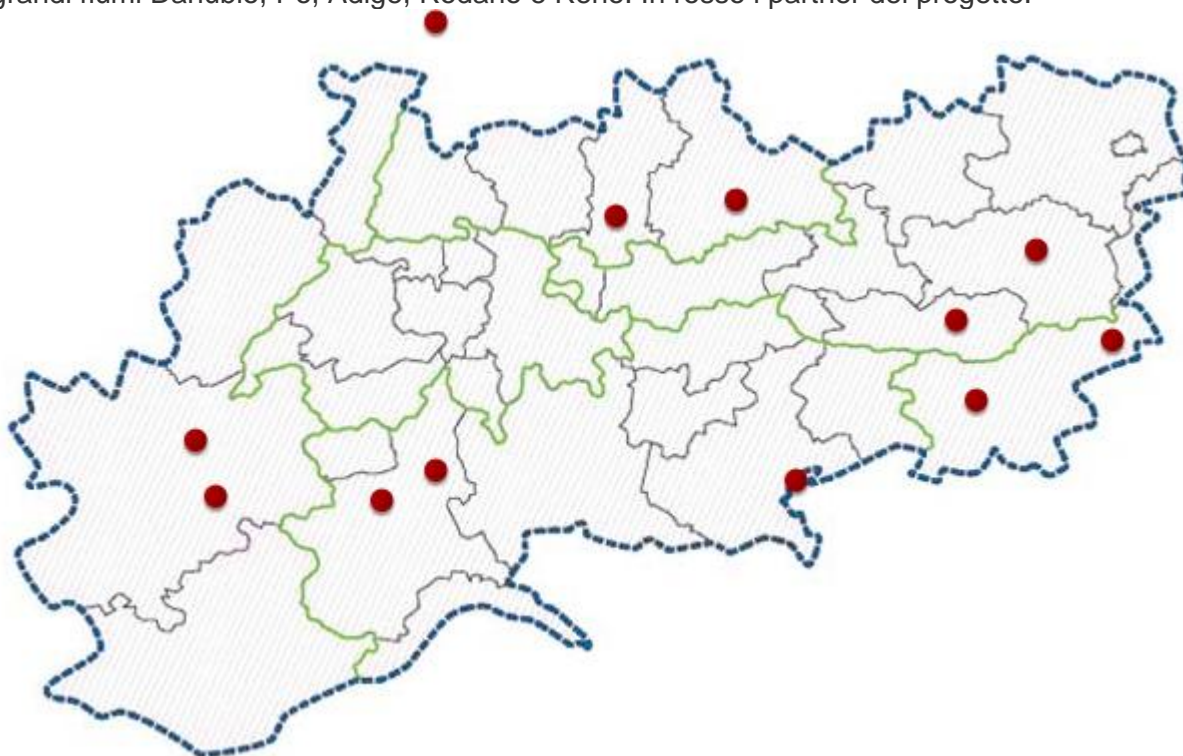 grandi fiumi Danubio, Po, Adige, Rodano e Reno. In rosso i partner del progetto.